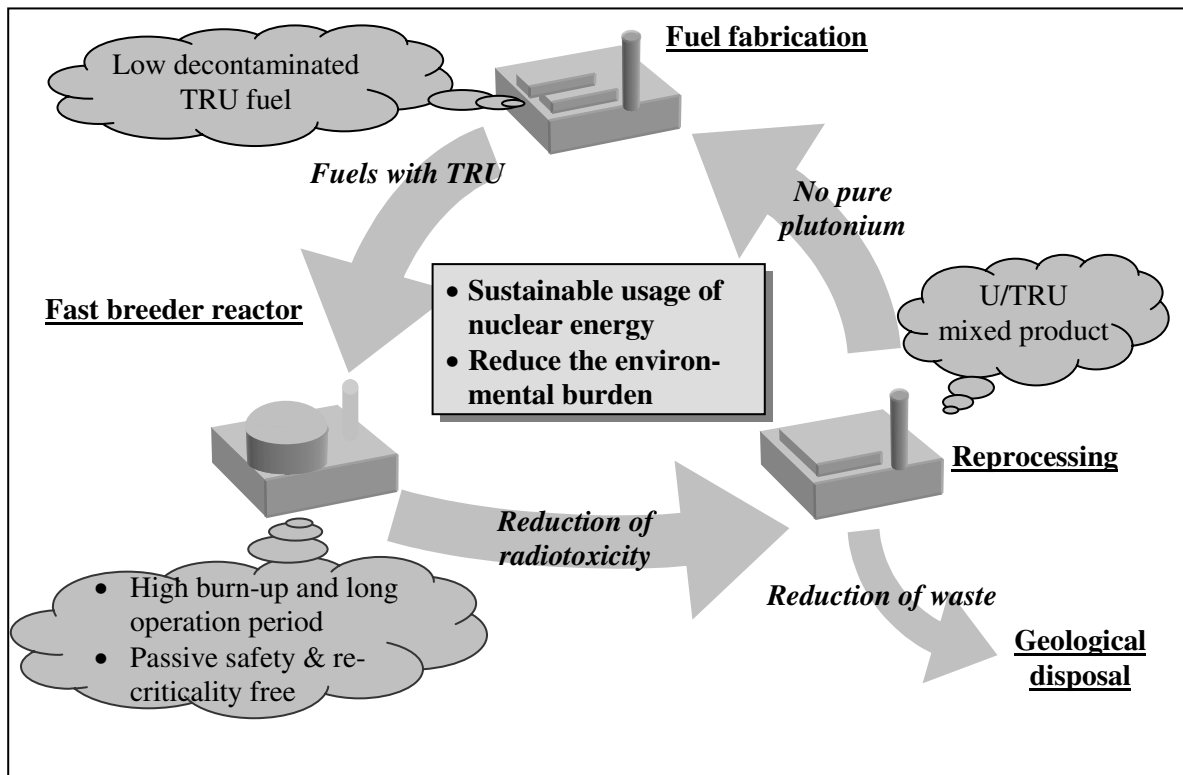 Fuel fabrication
Low decontaminated
TRU fuel
Fuels with TRU
No pure
plutonium
Fast breeder reactor
• Sustainable usage of
nuclear energy
• Reduce the environ-
mental burden
U/TRU
mixed product
Reprocessing
Reduction of
radiotoxicity
• High burn-up and long
operation period
• Passive safety & re-
criticality free
Reduction of waste
Geological
disposal